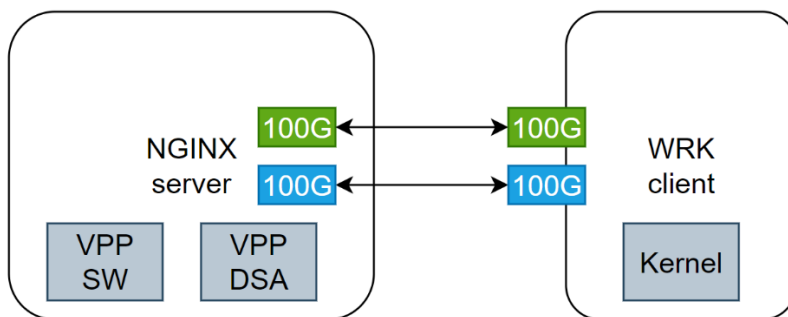 100G
100G
NGINX
server
100G
100G
WRK
client
VPP
SW
VPP
DSA
Kernel